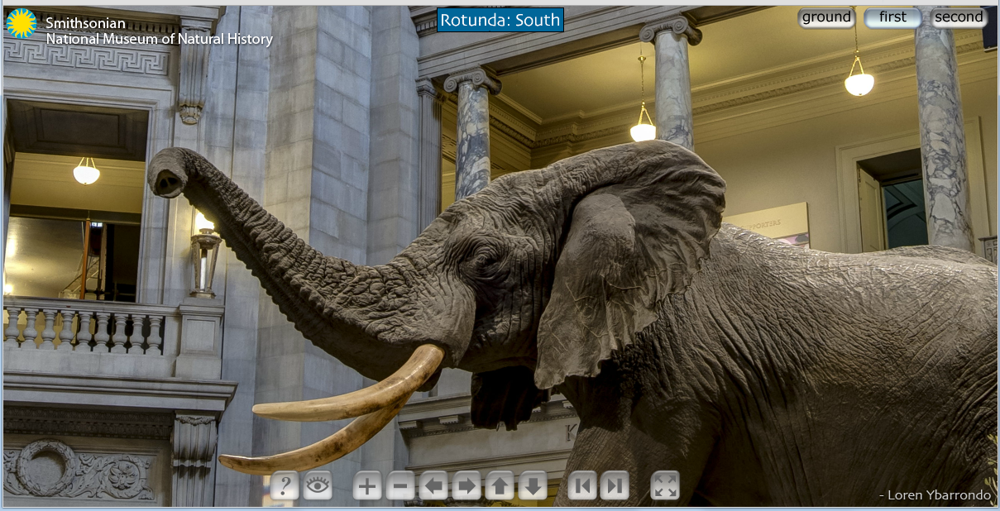 Smithsonian
National Museum of Natural History
Rotunda: South
ground
first
second
K
?
- Loren Ybarrondo